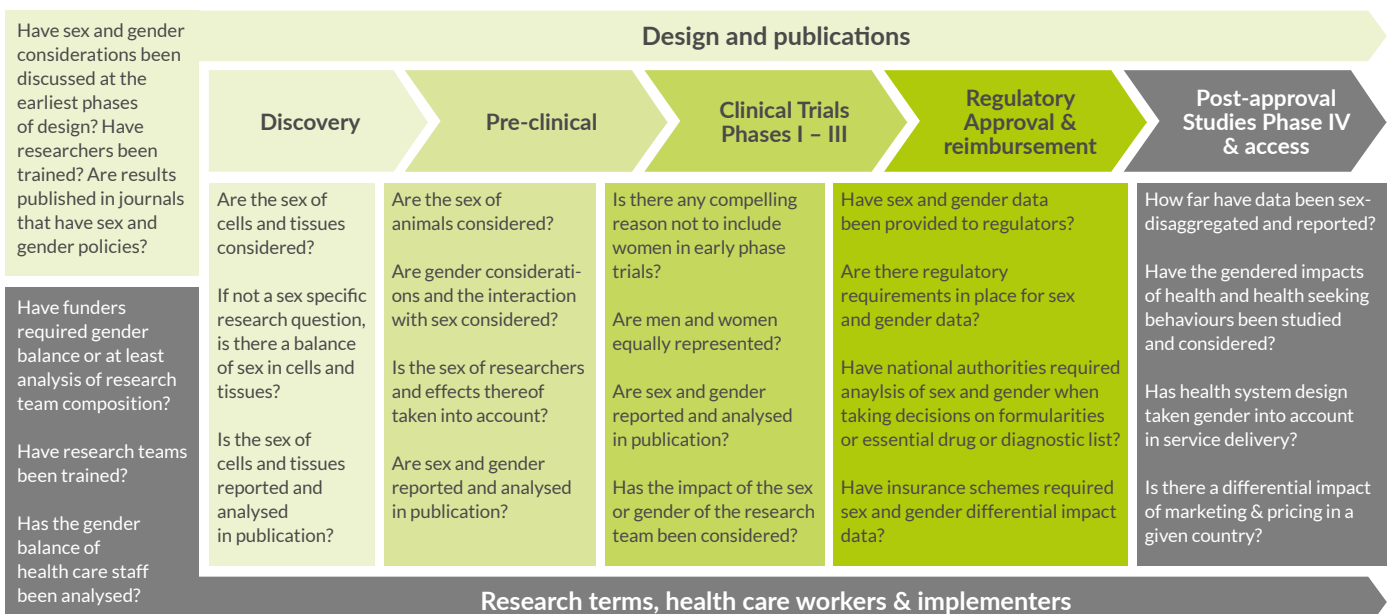 Have sex and gender
considerations been
discussed at the
earliest phases
of design? Have
researchers been
trained? Are results
published in journals
that have sex and
gender policies?
Have funders
required gender
balance or at least
analysis of research
team composition?
Have research teams
been trained?
Has the gender
balance of
health care staff
been analysed?
Design and publications
Discovery
Are the sex of
cells and tissues
considered?
If not a sex specific
research question,
is there a balance
of sex in cells and
tissues?
Is the sex of
cells and tissues
reported and
analysed
in publication?
Pre-clinical
Are the sex of
animals considered?
Are gender considerati-
ons and the interaction
with sex considered?
Is the sex of researchers
and effects thereof
taken into account?
Are sex and gender
reported and analysed
in publication?
Clinical Trials
Phases I – III
Is there any compelling
reason not to include
women in early phase
trials?
Are men and women
equally represented?
Are sex and gender
reported and analysed
in publication?
Has the impact of the sex
or gender of the research
team been considered?
Regulatory
Approval &
reimbursement
Have sex and gender data
been provided to regulators?
Are there regulatory
requirements in place for sex
and gender data?
Have national authorities required
anaylsis of sex and gender when
taking decisions on formularities
or essential drug or diagnostic list?
Have insurance schemes required
sex and gender differential impact
data?
Post-approval
Studies Phase IV
& access
How far have data been sex-
disaggregated and reported?
Have the gendered impacts
of health and health seeking
behaviours been studied
and considered?
Has health system design
taken gender into account
in service delivery?
Is there a differential impact
of marketing & pricing in a
given country?
Research terms, health care workers & implementers